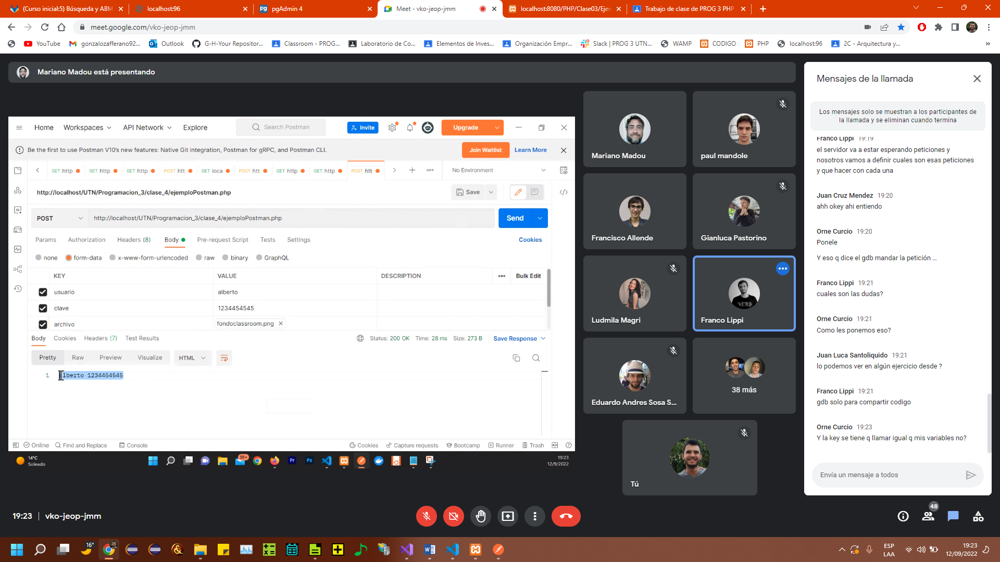 (Curso inicial:5) Búsqueda y ABM
localhost:96
pgAdmin 4
Meet - vko-jeop-jmm
localhost:8080/PHP/Clase03/Ejer
Trabajo de clase de PROG 3 PHP
meet.google.com/vko-jeop-jmm
YouTube
gonzalozafferano92...
Outlook
G-H-Your Repositor...
Classroom - PROG...
Laboratorio de Co...
Elementos de Inves...
Organización Empr...
Slack | PROG 3 UTN...
WAMP
CODIGO
PHP
localhost:96
2C - Arquitectura y...
Mariano Madou está presentando
Home
Workspaces
API Network
Explore
Search Postman
Invite
Upgrade
Be the first to use Postman V10's new features: Native Git integration, Postman for gRPC, and Postman CLI.
Join Waitlist
Learn More
GET http
GET http
GET http
POST htt
GET loca
POST htt
GET http
GET http
POST htt
No Environment
http://localhost/UTN/Programacion_3/clase_4/ejemploPostman.php
Save
POST
http://localhost/UTN/Programacion_3/clase_4/ejemploPostman.php
Send
Params
Authorization
Headers (8)
Body
Pre-request Script
Tests
Settings
Cookies
none
form-data
x-www-form-urlencoded
raw
binary
GraphQL
KEY
VALUE
DESCRIPTION
Bulk Edit
usuario
alberto
clave
1234454545
archivo
fondoclassroom.png
Body
Cookies
Headers (7)
Test Results
Status: 200 OK
Time: 28 ms
Size: 273 B
Save Response
Pretty
Raw
Preview
Visualize
HTML
1
alberto 1234454545
Online
Find and Replace
Console
Cookies
Capture requests
Bootcamp
Runner
Trash
14°C
Soleado
99+
19:23
12/9/2022
Mariano Madou
paul mandole
Francisco Allende
Gianluca Pastorino
Ludmila Magri
Franco Lippi
Eduardo Andres Sosa S...
38 más
Tú
Mensajes de la llamada
Los mensajes solo se muestran a los participantes de
la llamada y se eliminan cuando termina
Franco Lippi 19:19
el servidor va a estar esperando peticiones y
nosotros vamos a definir cuales son esas peticiones
y que hacer con cada una
Juan Cruz Mendez 19:20
ahh okey ahi entiendo
Orne Curcio 19:20
Ponele
Y eso q dice el gdb mandar la petición ...
Franco Lippi 19:21
cuales son las dudas?
Orne Curcio 19:21
Como les ponemos eso?
Juan Luca Santoliquido 19:21
lo podemos ver en algún ejercicio desde ?
Franco Lippi 19:21
gdb solo para compartir codigo
Orne Curcio 19:23
Y la key se tiene q llamar igual q mis variables no?
Envía un mensaje a todos
19:23 | vko-jeop-jmm
48
16°
ESP
LAA
19:23
12/09/2022